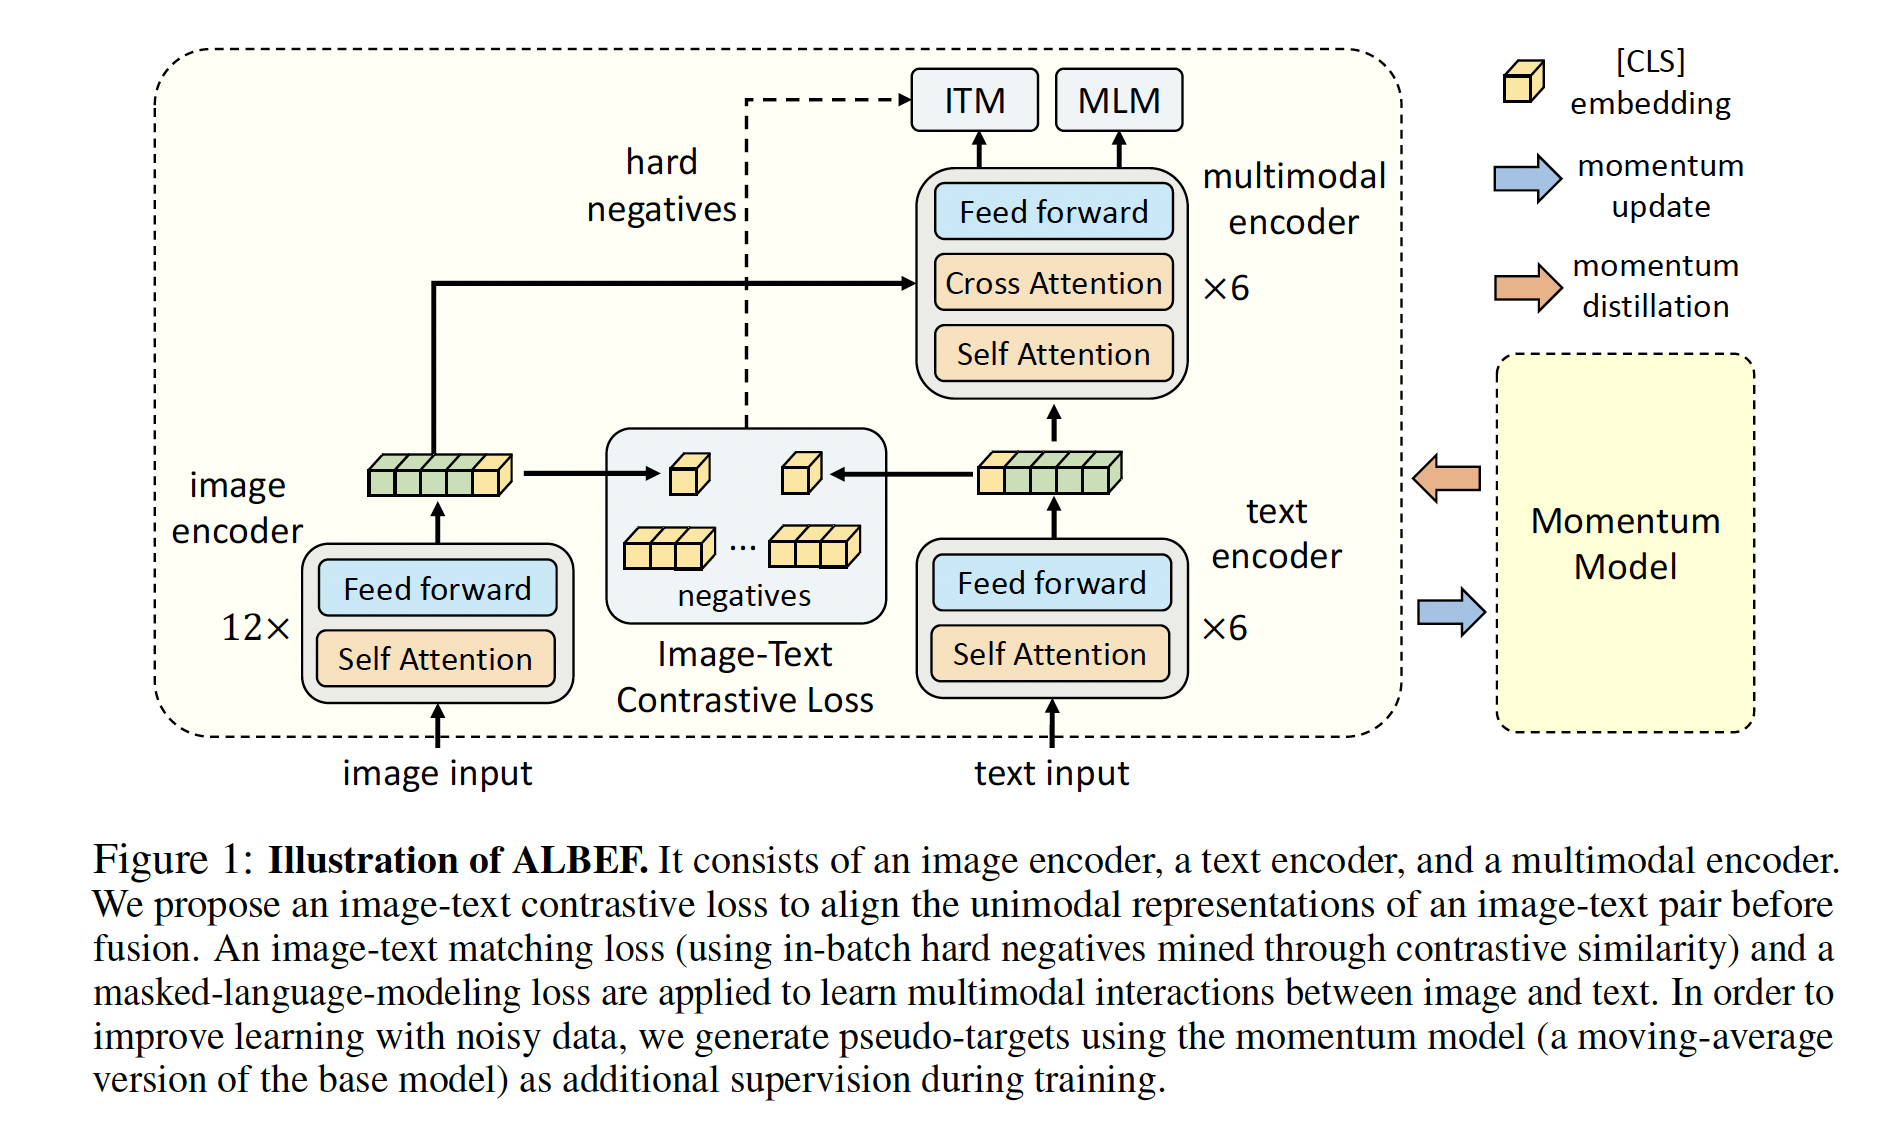 ITM
MLM
[CLS]
embedding
momentum
update
momentum
distillation
hard
negatives
multimodal
encoder
Feed forward
Cross Attention
×6
Self Attention
image
encoder
Feed forward
12×
Self Attention
...
negatives
Image-Text
Contrastive Loss
text
encoder
Feed forward
×6
Self Attention
Momentum
Model
image input
text input
Figure 1: Illustration of ALBEF. It consists of an image encoder, a text encoder, and a multimodal encoder.
We propose an image-text contrastive loss to align the unimodal representations of an image-text pair before
fusion. An image-text matching loss (using in-batch hard negatives mined through contrastive similarity) and a
masked-language-modeling loss are applied to learn multimodal interactions between image and text. In order to
improve learning with noisy data, we generate pseudo-targets using the momentum model (a moving-average
version of the base model) as additional supervision during training.